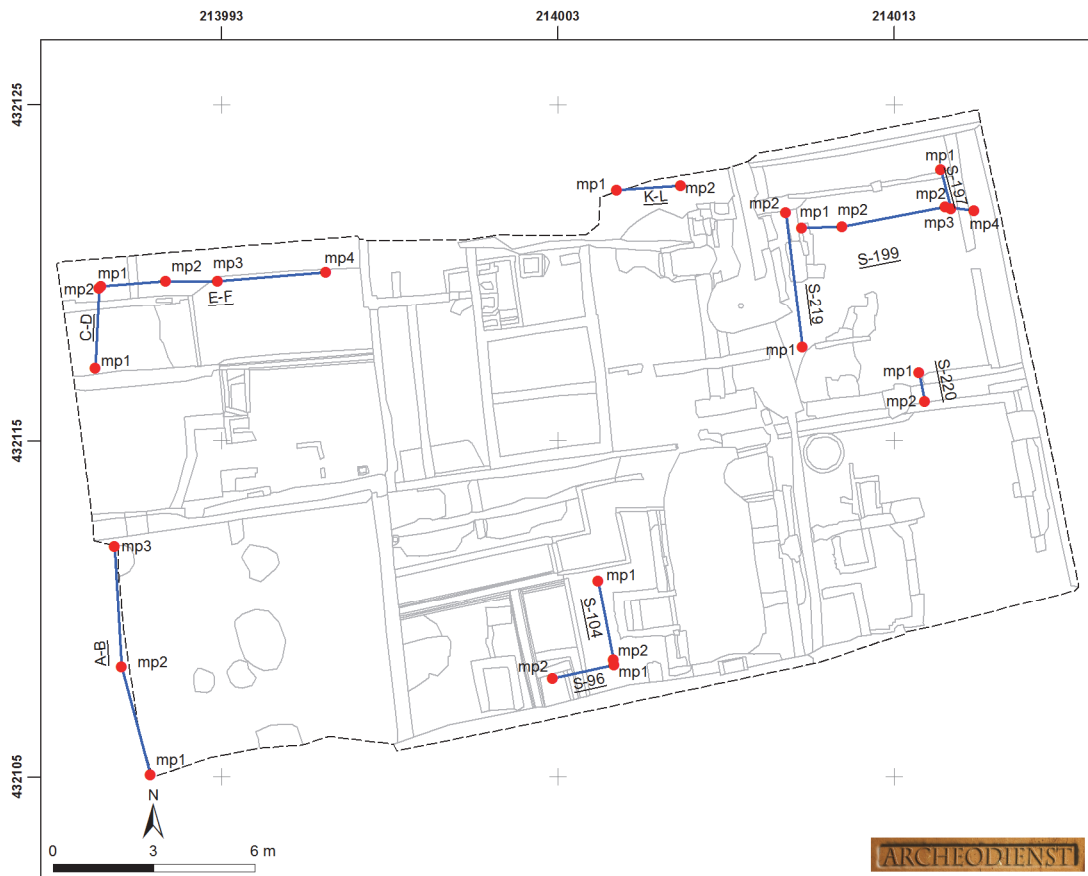 213993 214003 214013
432125
mp1
S-197
mp1 mp2
K-L
mp2 mp1 mp2 mp2 mp3 mp4
S-199
mp4
mp1 mp2 mp3
mp2
E-F
C-D
S-219
mp1
mp1
mp1
S-220
mp2
432115
mp3
mp1
S-104
A-B
mp2
mp2
mp2
mp1
S-96
mp1
432105
N
0 3 6 m
ARCHEODIENST